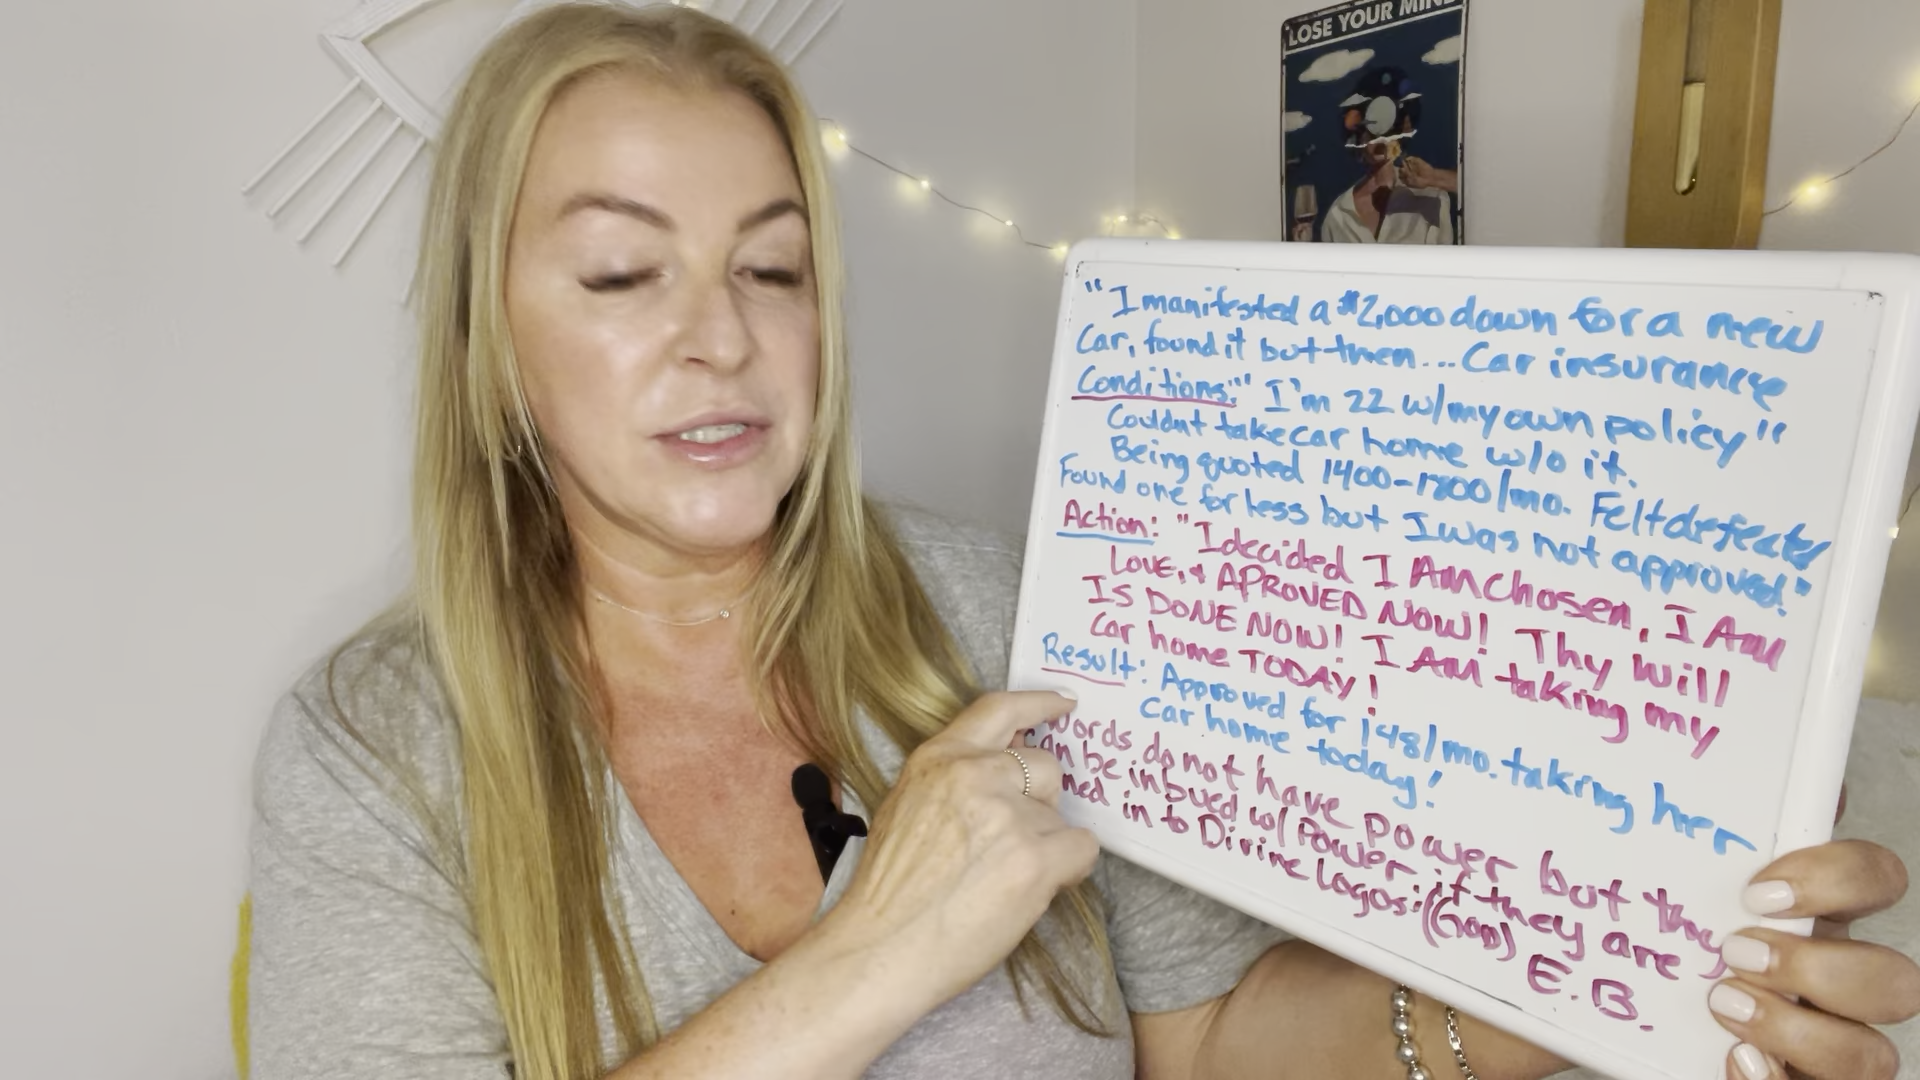 LOSE YOUR MIND
"I manifested a $2,000 down for a new
Car, found it but then... Car insurance
Conditions:" I'm 22 w/my own policy"
Couldnt take car home w/o it.
Being quoted 1400-1800/mo. Felt defeated
Found one for less but I was not approved!"
Action: "I decided I AM chosen, I AM
Love, & APROVED NOW! Thy will
IS DONE NOW! I AM taking my
car home TODAY!
Result: Approved for 148/mo. taking her
Car home today!
Words do not have power but they
can be inbued w/ Power if they are
ned in to Divine Logos: (GOD)
E.B.